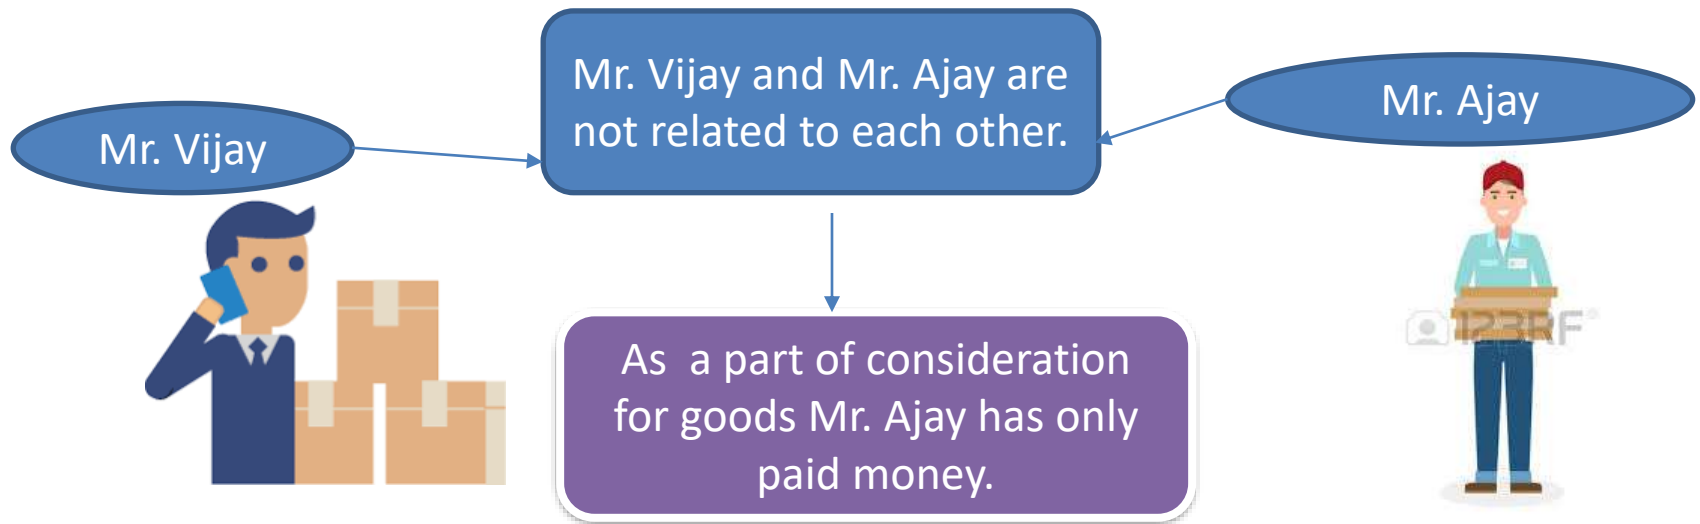 Mr. Vijay and Mr. Ajay are
not related to each other.
Mr. Ajay
Mr. Vijay
As  a part of consideration
for goods Mr. Ajay has only
paid money.
123RF